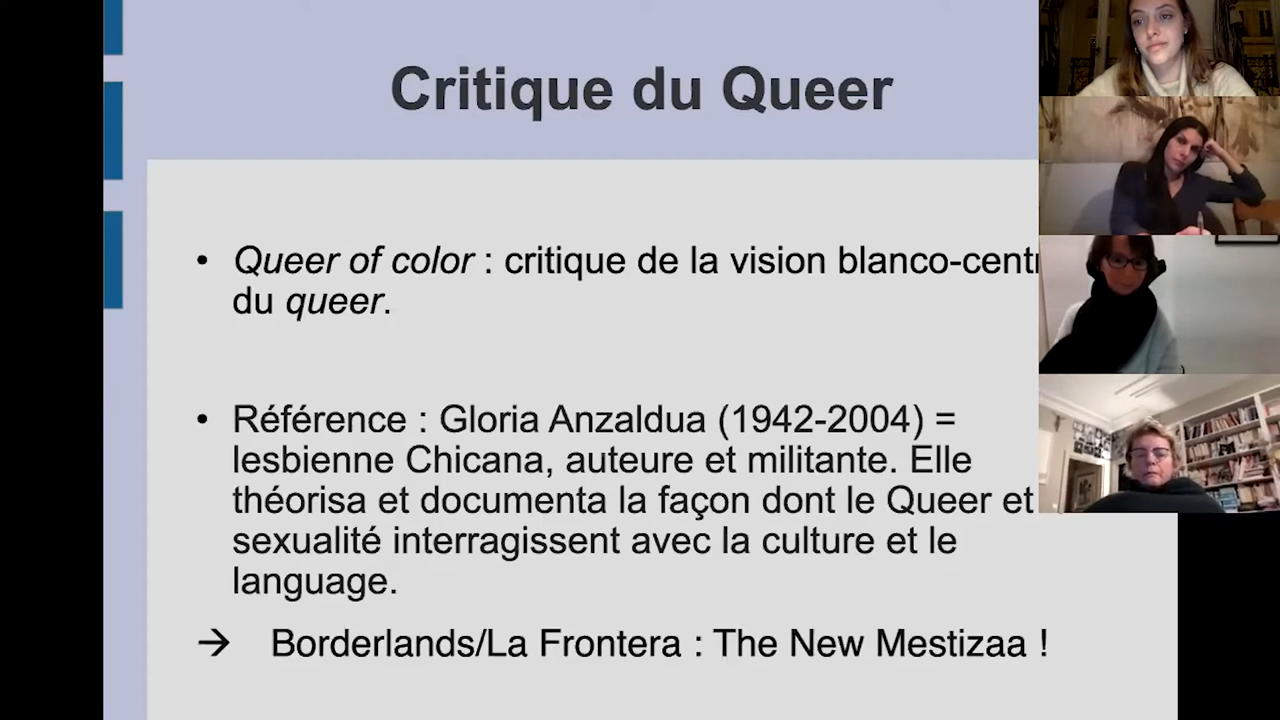 Critique du Queer
• Queer of color : critique de la vision blanco-cent
du queer.
• Référence : Gloria Anzaldua (1942-2004) =
lesbienne Chicana, auteure et militante. Elle
théorisa et documenta la façon dont le Queer et
sexualité interragissent avec la culture et le
language.
→ Borderlands/La Frontera : The New Mestizaa !